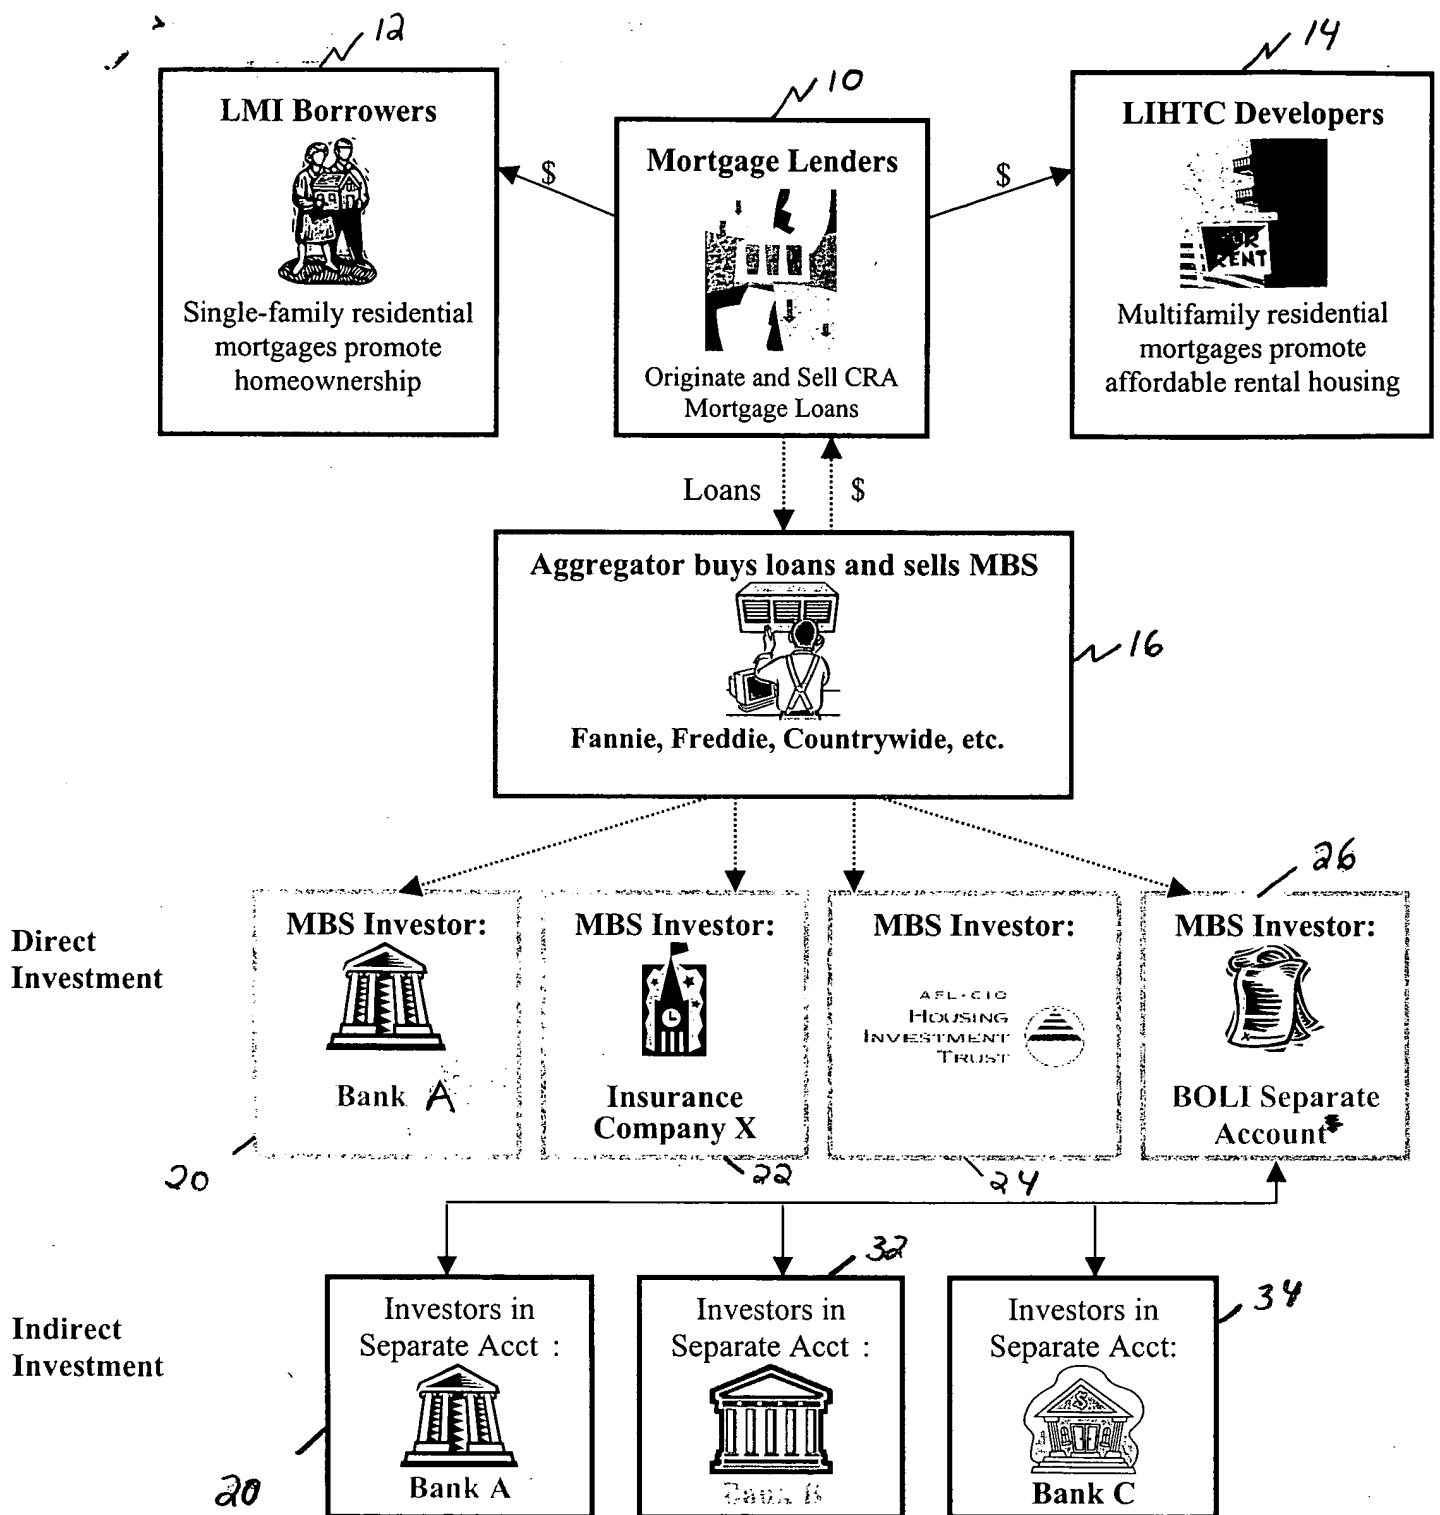 12
14
10
LMI Borrowers
$
Single-family residential
mortgages promote
homeownership
Mortgage Lenders
Originate and Sell CRA
Mortgage Loans
$
LIHTC Developers
FOR
RENT
Multifamily residential
mortgages promote
affordable rental housing
Loans
$
Aggregator buys loans and sells MBS
Fannie, Freddie, Countrywide, etc.
16
26
Direct
Investment
MBS Investor:
Bank A
20
MBS Investor:
Insurance
Company X
22
MBS Investor:
AFL-CIO
HOUSING
INVESTMENT
TRUST
24
MBS Investor:
BOLI Separate
Account
Indirect
Investment
Investors in
Separate Acct :
Bank A
20
32
Investors in
Separate Acct :
Bank B
34
Investors in
Separate Acct:
S
Bank C